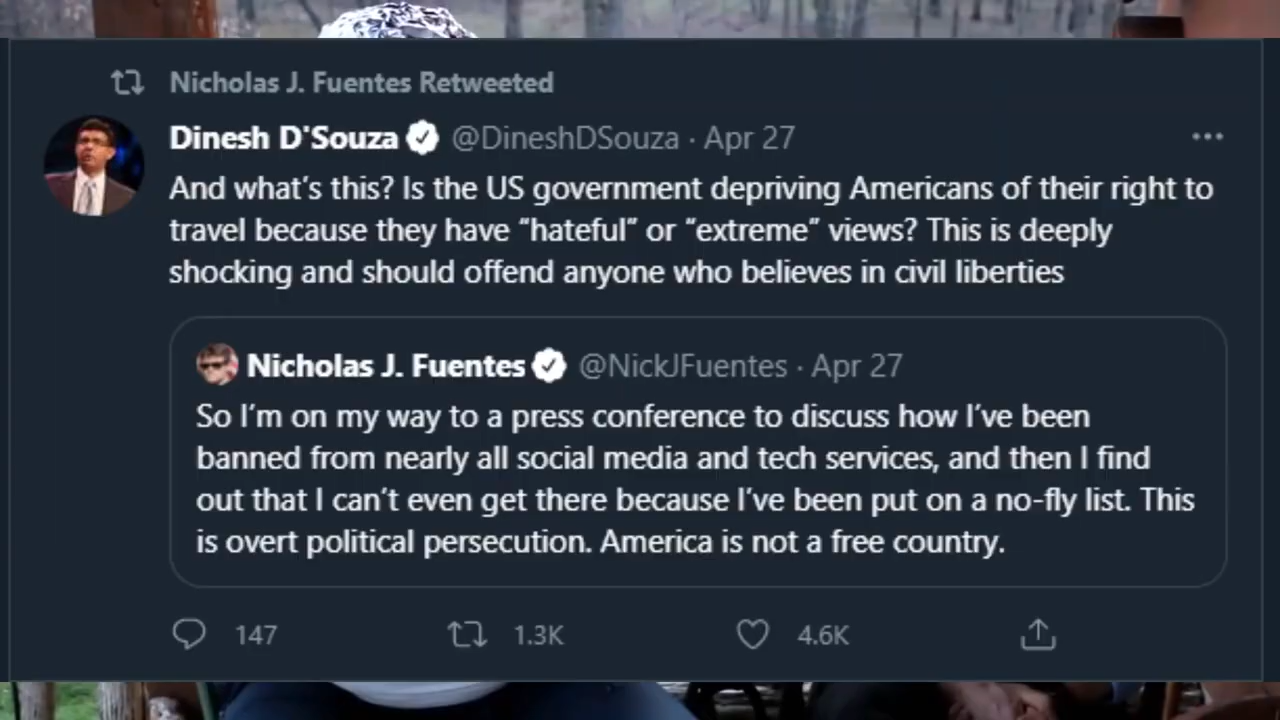 Nicholas J. Fuentes Retweeted
Dinesh D'Souza @DineshDSouza · Apr 27
And what's this? Is the US government depriving Americans of their right to
travel because they have “hateful” or “extreme” views? This is deeply
shocking and should offend anyone who believes in civil liberties
Nicholas J. Fuentes @NickJFuentes · Apr 27
So I'm on my way to a press conference to discuss how I've been
banned from nearly all social media and tech services, and then I find
out that I can't even get there because I've been put on a no-fly list. This
is overt political persecution. America is not a free country.
147 1.3K 4.6K